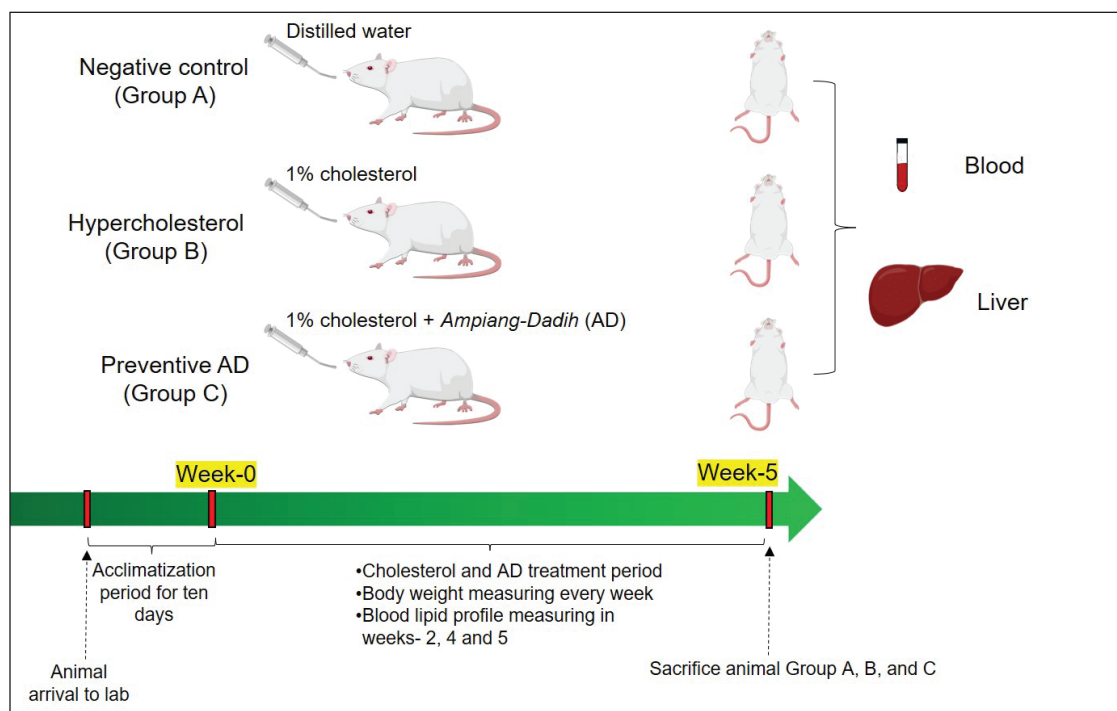 Distilled water
Negative control
(Group A)
1% cholesterol
Hypercholesterol
(Group B)
1% cholesterol + Ampiang-Dadih (AD)
Preventive AD
(Group C)
Blood
Liver
Week-0
Week-5
Acclimatization
period for ten
days
•Cholesterol and AD treatment period
•Body weight measuring every week
•Blood lipid profile measuring in
weeks- 2, 4 and 5
Animal
arrival to lab
Sacrifice animal Group A, B, and C